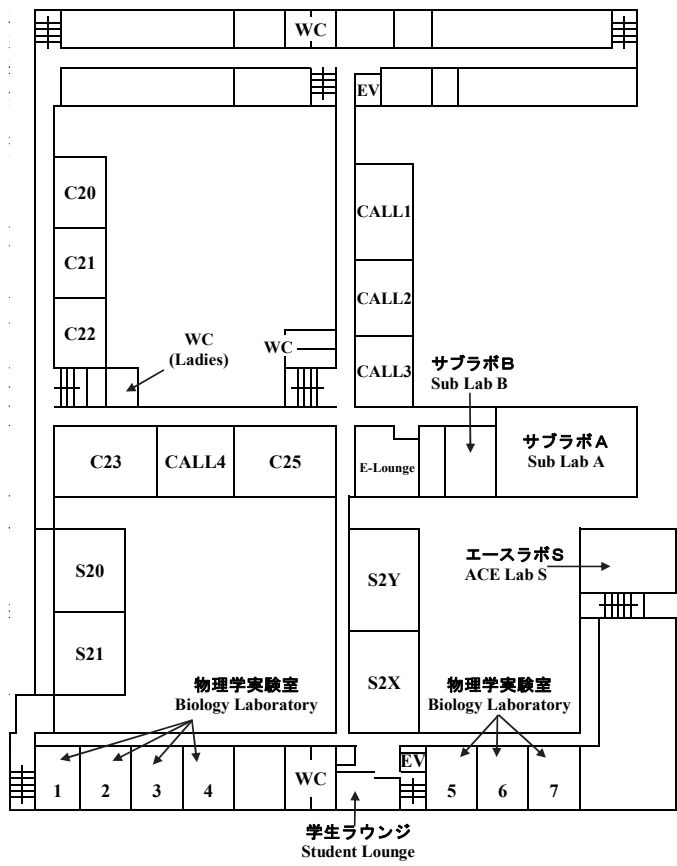 WC
EV
C20
CALL1
C21
CALL2
C22
WC
(Ladies)
WC
CALL3
サブラボB
Sub Lab B
サブラボA
Sub Lab A
C23
CALL4
C25
E-Lounge
S20
S2Y
エースラボS
ACE Lab S
S21
S2X
物理学実験室
Biology Laboratory
物理学実験室
Biology Laboratory
1
2
3
4
WC
EV
5
6
7
学生ラウンジ
Student Lounge